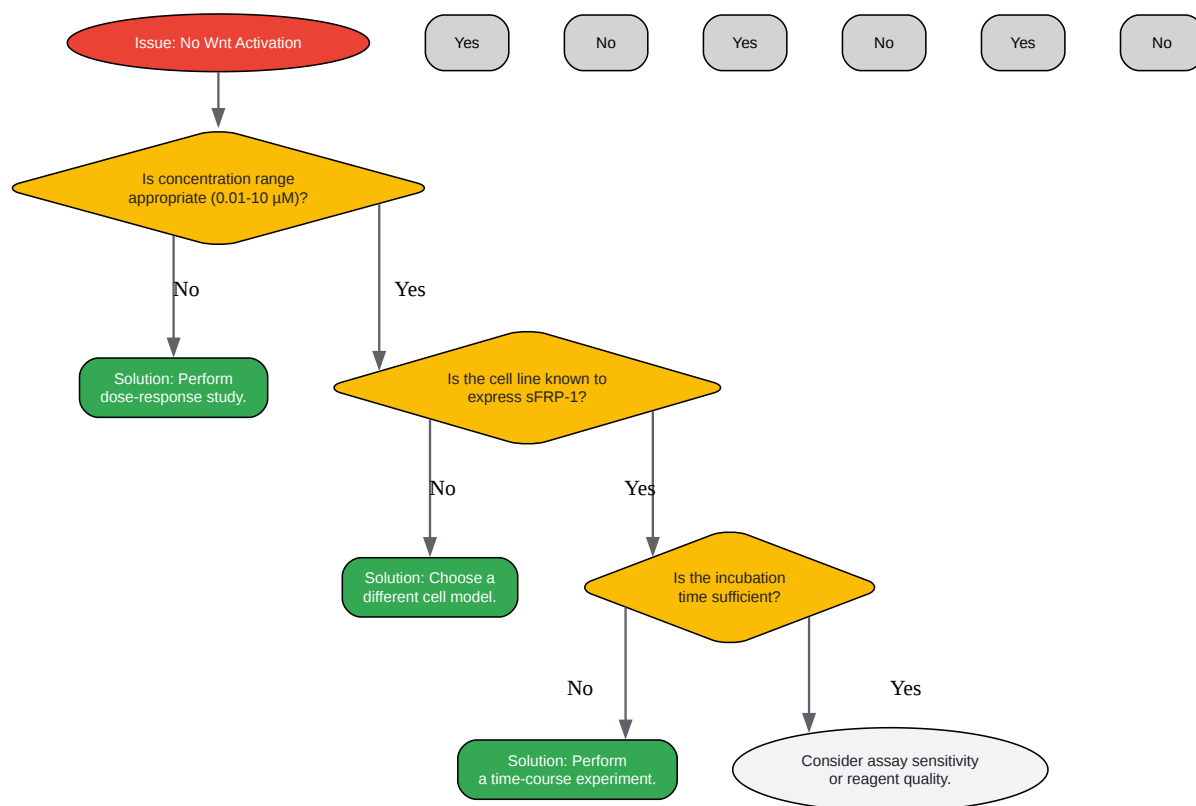 Issue: No Wnt Activation
Yes
No
Yes
No
Yes
No
Is concentration range
appropriate (0.01-10 µM)?
No
Yes
Solution: Perform
dose-response study.
Is the cell line known to
express sFRP-1?
No
Yes
Solution: Choose a
different cell model.
Is the incubation
time sufficient?
No
Yes
Solution: Perform
a time-course experiment.
Consider assay sensitivity
or reagent quality.